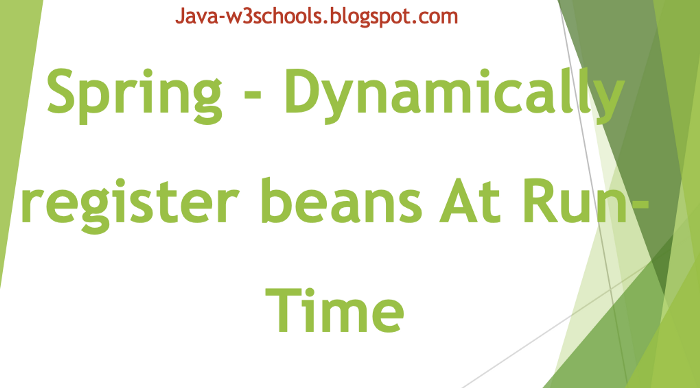 Java-w3schools.blogspot.com
Spring - Dynamically
register beans At Run-
Time